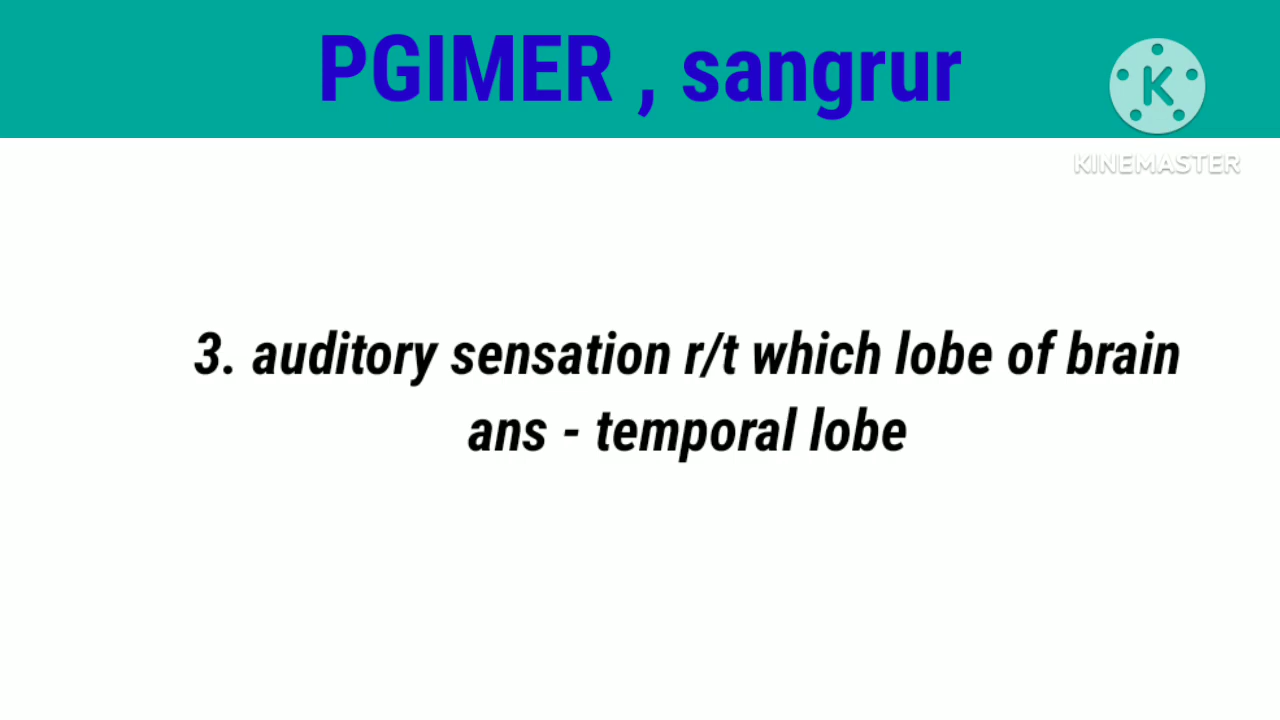 PGIMER , sangrur
K
KINEMASTER
3. auditory sensation r/t which lobe of brain
ans - temporal lobe